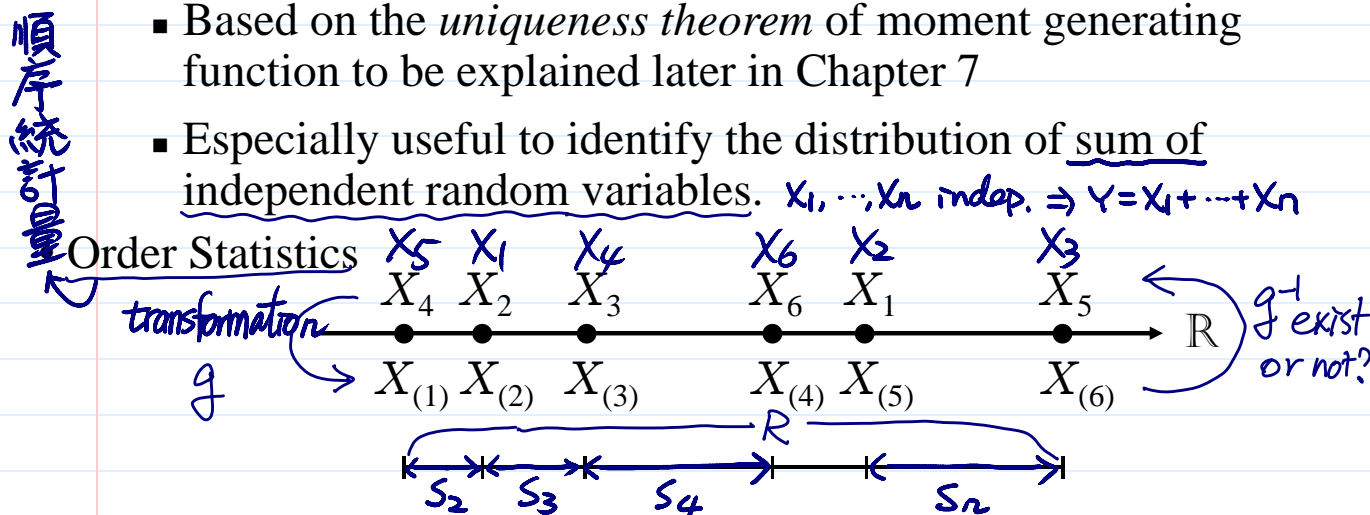 ▪ Based on the uniqueness theorem of moment generating
function to be explained later in Chapter 7
▪ Especially useful to identify the distribution of sum of
independent random variables. X₁, ..., Xn indep. ⇒ Y=X₁+...+Xn
順序統計量
Order Statistics X₅ X₁ X₄ X₆ X₂ X₃
X₄ X₂ X₃ X₆ X₁ X₅
transformation
g
ℝ
g⁻¹ exist
or not?
X₍₁₎ X₍₂₎ X₍₃₎ X₍₄₎ X₍₅₎ X₍₆₎
R
S₂ S₃ S₄ Sn